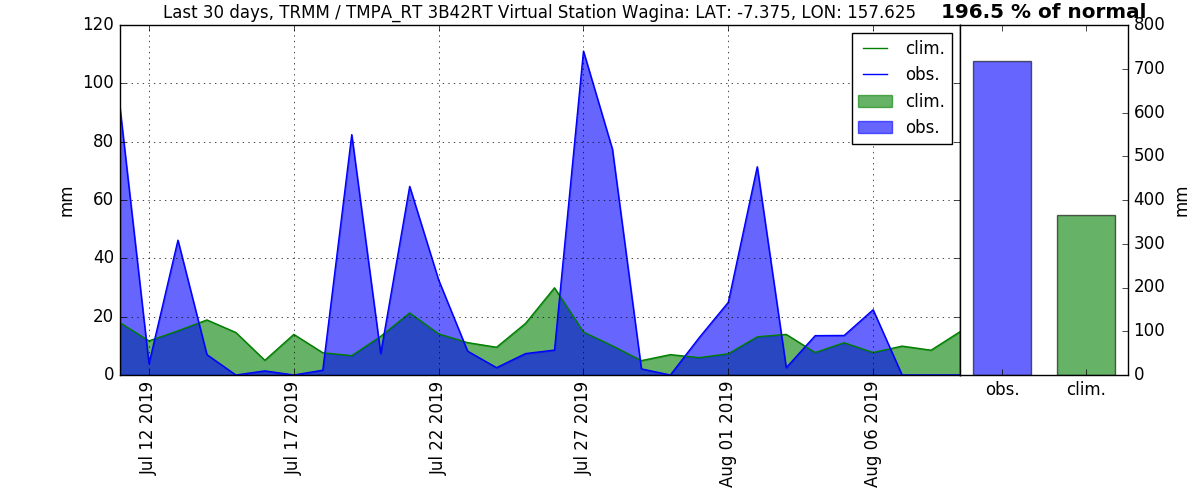 Last 30 days, TRMM / TMPA_RT 3B42RT Virtual Station Wagina: LAT: -7.375, LON: 157.625
196.5 % of normal
120
100
80
60
40
20
0
mm
clim.
obs.
clim.
obs.
Jul 12 2019
Jul 17 2019
Jul 22 2019
Jul 27 2019
Aug 01 2019
Aug 06 2019
800
700
600
500
400
300
200
100
0
mm
obs.
clim.